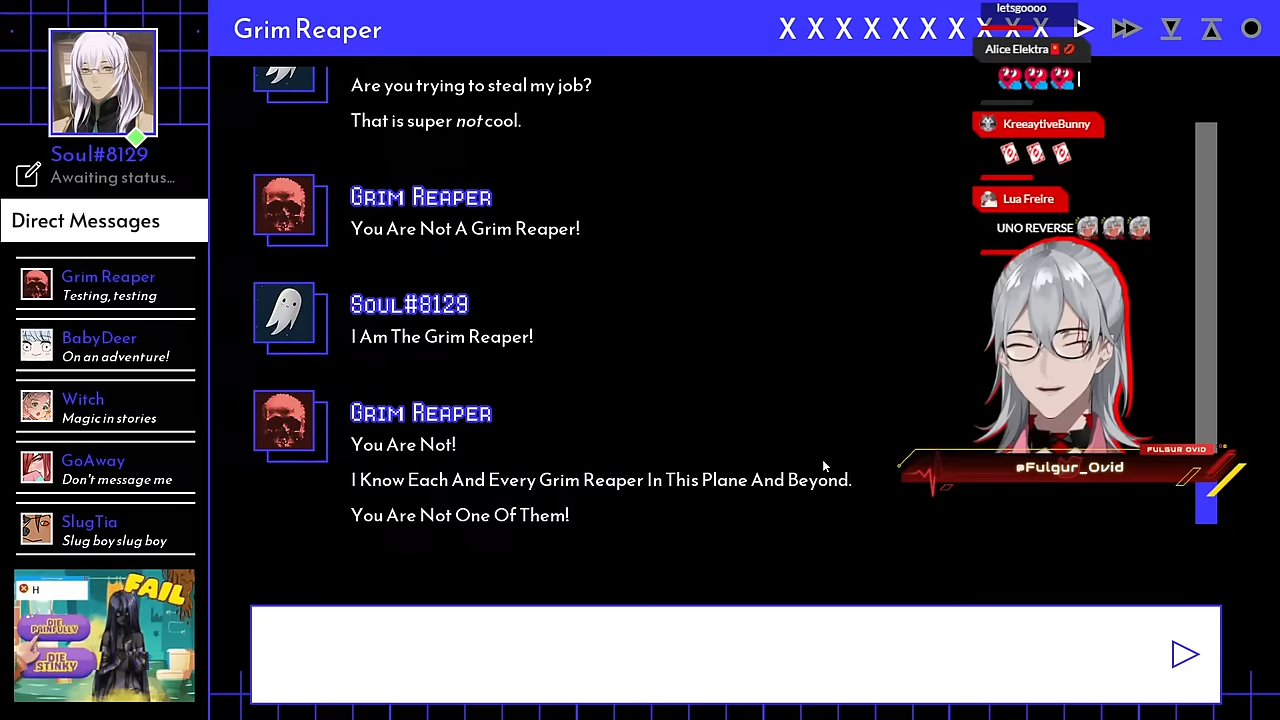 Grim Reaper
X X X X X X X X X X
letsgoooo
Alice Elektra
KreeaytiveBunny
Lua Freire
UNO REVERSE
FULGUR OVID
@Fulgur_Ovid
Soul#8129
Awaiting status...
Direct Messages
Grim Reaper
Testing, testing
BabyDeer
On an adventure!
Witch
Magic in stories
GoAway
Don't message me
SlugTia
Slug boy slug boy
H
FAIL
DIE PAINFULLY
DIE STINKY
Are you trying to steal my job?
That is super not cool.
Grim Reaper
You Are Not A Grim Reaper!
Soul#8129
I Am The Grim Reaper!
Grim Reaper
You Are Not!
I Know Each And Every Grim Reaper In This Plane And Beyond.
You Are Not One Of Them!